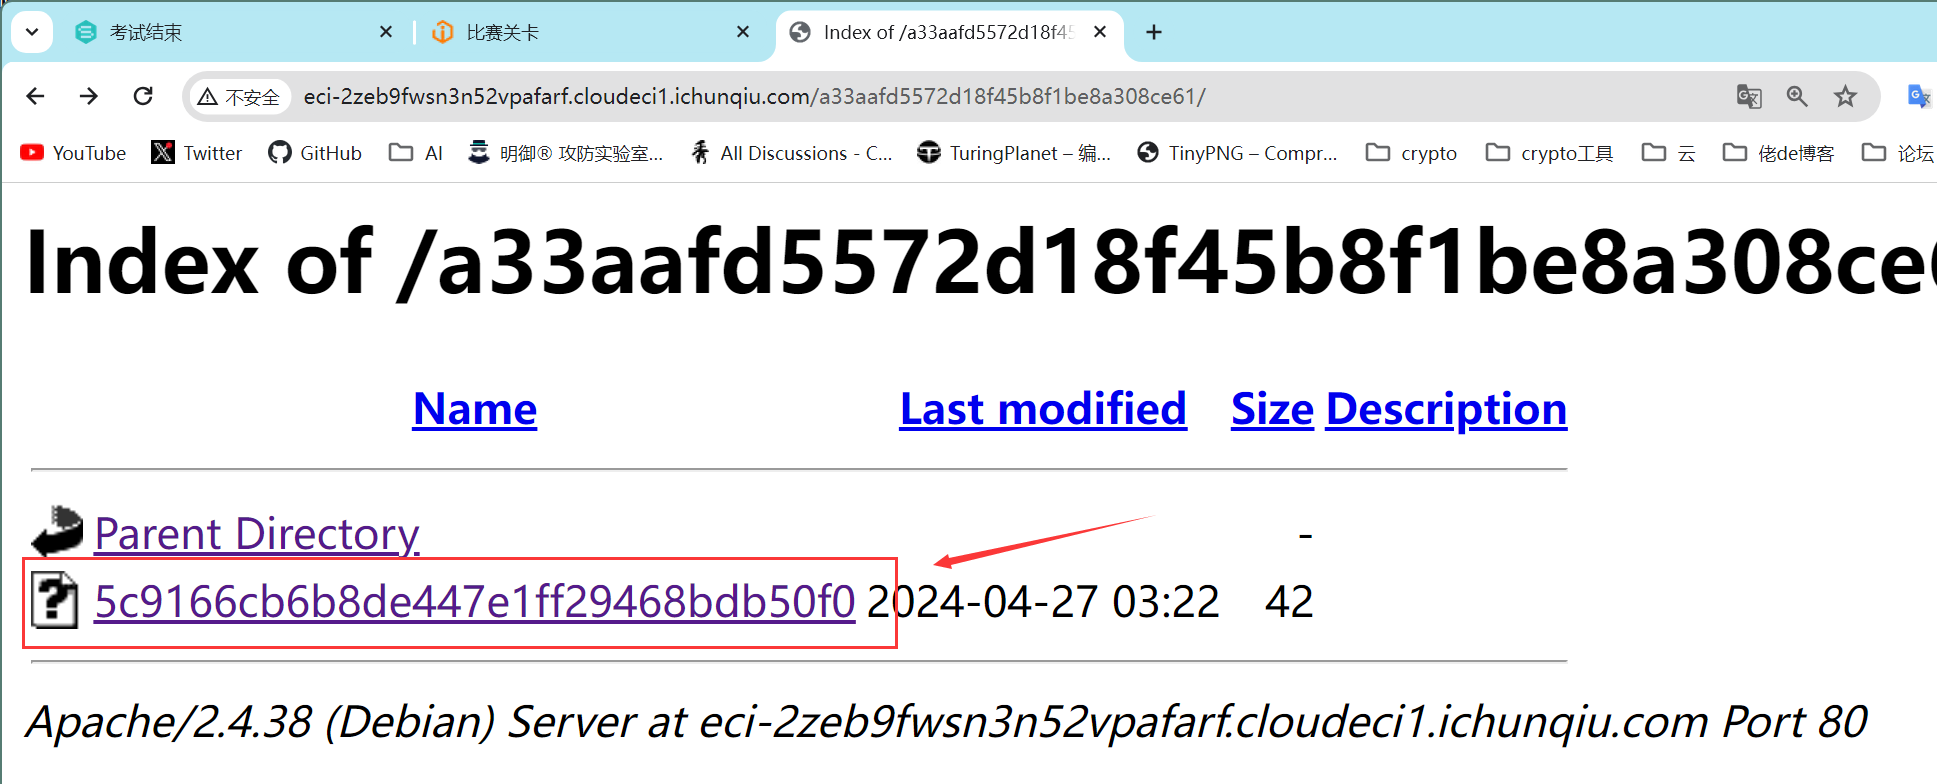 考试结束
比赛关卡
Index of /a33aafd5572d18f45
不安全 eci-2zeb9fwsn3n52vpafarf.cloudeci1.ichunqiu.com/a33aafd5572d18f45b8f1be8a308ce61/
YouTube Twitter GitHub AI 明御® 攻防实验室... All Discussions - C... TuringPlanet – 编... TinyPNG – Compr... crypto crypto工具 云 佬de博客 论坛
Index of /a33aafd5572d18f45b8f1be8a308ce6
Name Last modified Size Description
Parent Directory -
5c9166cb6b8de447e1ff29468bdb50f0 2024-04-27 03:22 42
Apache/2.4.38 (Debian) Server at eci-2zeb9fwsn3n52vpafarf.cloudeci1.ichunqiu.com Port 80